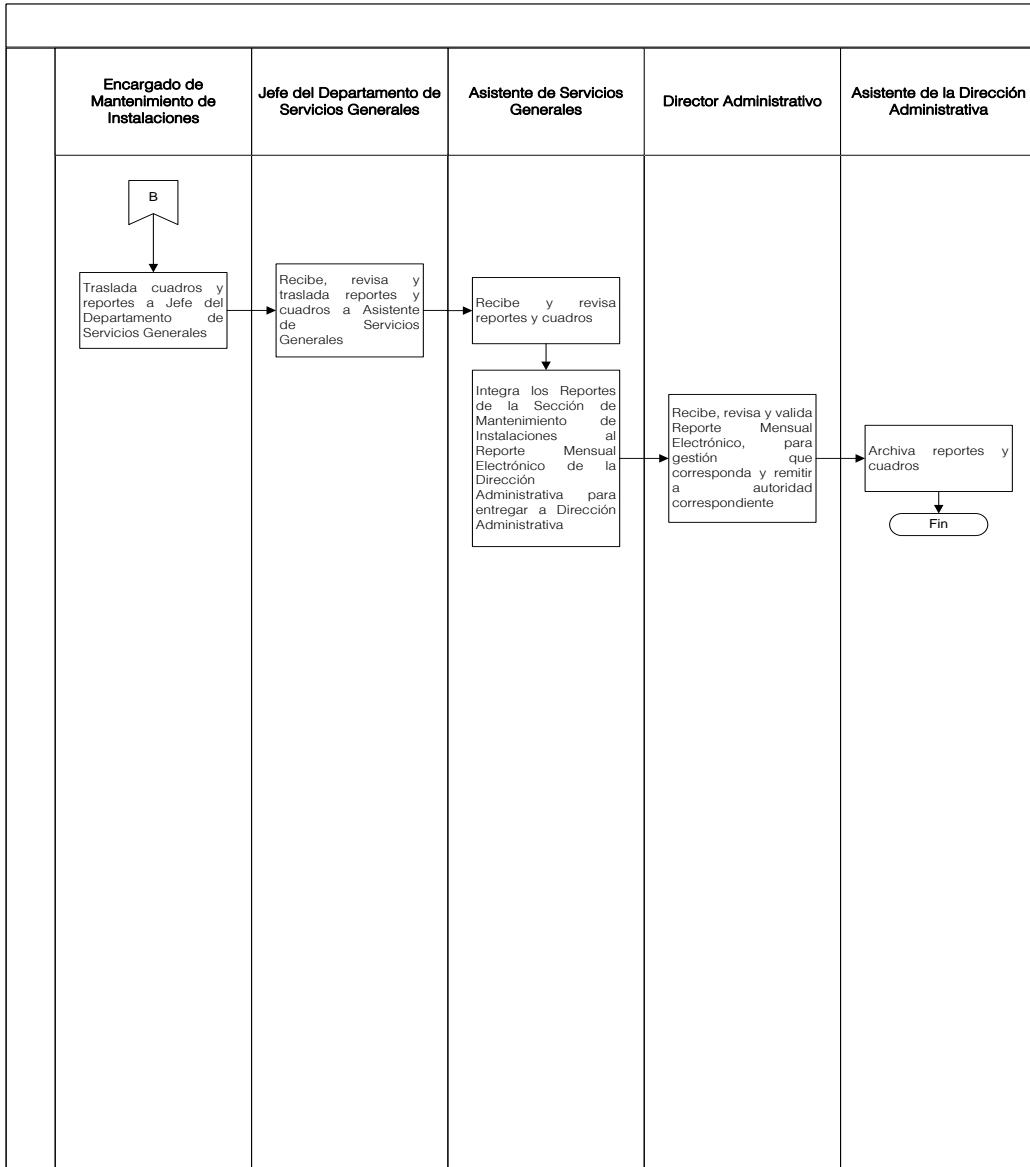 Encargado de
Mantenimiento de
Instalaciones
Jefe del Departamento de
Servicios Generales
Asistente de Servicios
Generales
Director Administrativo
Asistente de la Dirección
Administrativa
B
Traslada cuadros y
reportes a Jefe del
Departamento de
Servicios Generales
Recibe, revisa y
traslada reportes y
cuadros a Asistente
de Servicios
Generales
Recibe y revisa
reportes y cuadros
Integra los Reportes
de la Sección de
Mantenimiento de
Instalaciones al
Reporte Mensual
Electrónico de la
Dirección
Administrativa para
entregar a Dirección
Administrativa
Recibe, revisa y valida
Reporte Mensual
Electrónico, para
gestión que
corresponda y remitir
a autoridad
correspondiente
Archiva reportes y
cuadros
Fin